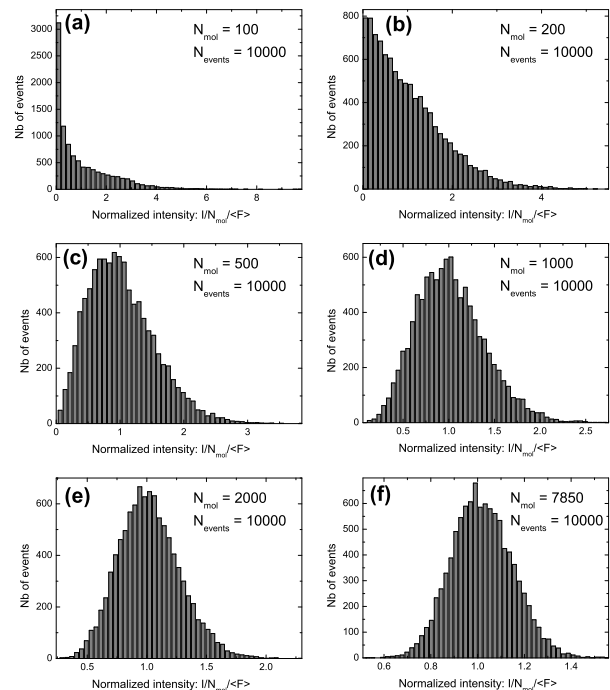 (a)
N_mol = 100
N_events = 10000
Nb of events
3000
2500
2000
1500
1000
500
0
0 2 4 6 8
Normalized intensity: I/N_mol/<F>
(b)
N_mol = 200
N_events = 10000
Nb of events
800
600
400
200
0
0 2 4
Normalized intensity: I/N_mol/<F>
(c)
N_mol = 500
N_events = 10000
Nb of events
600
400
200
0
0 1 2 3
Normalized intensity: I/N_mol/<F>
(d)
N_mol = 1000
N_events = 10000
Nb of events
600
400
200
0
0.5 1.0 1.5 2.0 2.5
Normalized intensity: I/N_mol/<F>
(e)
N_mol = 2000
N_events = 10000
Nb of events
600
400
200
0
0.5 1.0 1.5 2.0
Normalized intensity: I/N_mol/<F>
(f)
N_mol = 7850
N_events = 10000
Nb of events
600
500
400
300
200
100
0
0.6 0.8 1.0 1.2 1.4
Normalized intensity: I/N_mol/<F>